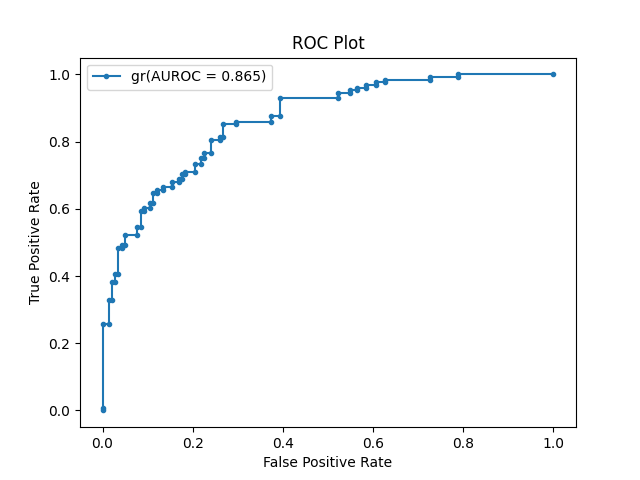 ROC Plot
gr(AUROC = 0.865)
1.0
0.8
0.6
0.4
0.2
0.0
True Positive Rate
0.0 0.2 0.4 0.6 0.8 1.0
False Positive Rate